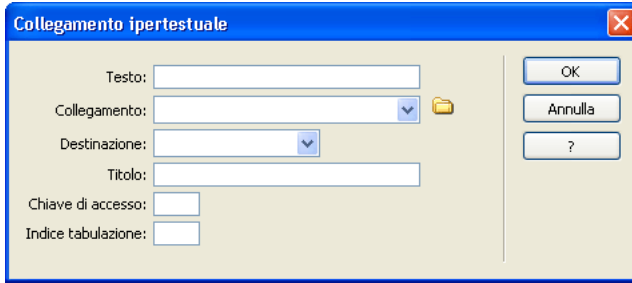 Collegamento ipertestuale
Testo:
OK
Collegamento:
Annulla
Destinazione:
?
Titolo:
Chiave di accesso:
Indice tabulazione: